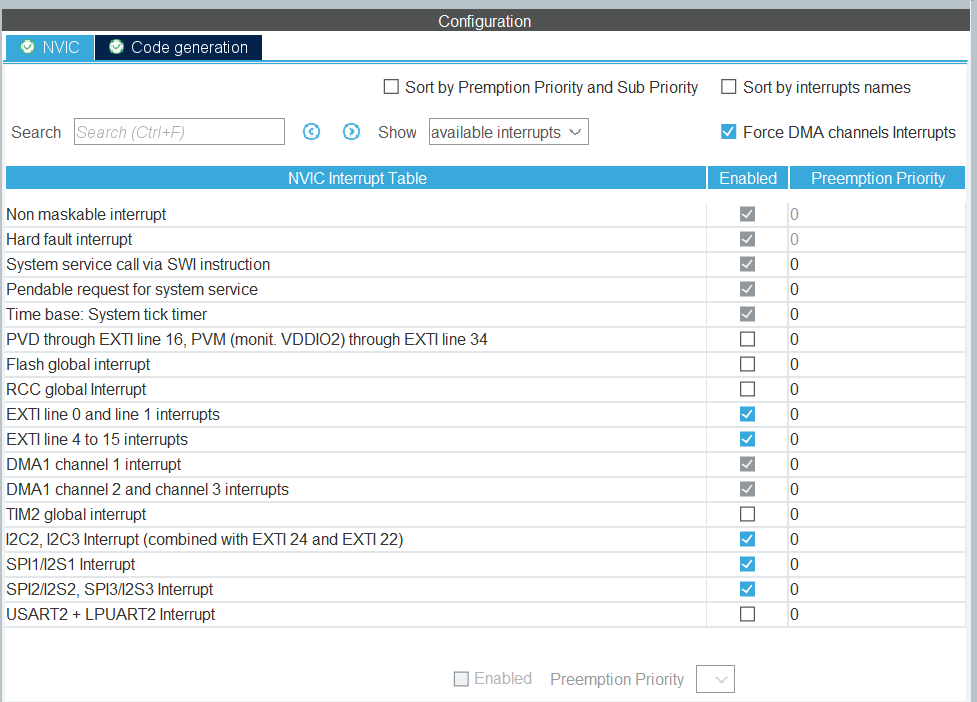 Configuration
NVIC Code generation
Sort by Premption Priority and Sub Priority Sort by interrupts names
Search Search (Ctrl+F) Show available interrupts Force DMA channels Interrupts
NVIC Interrupt Table Enabled Preemption Priority
Non maskable interrupt 0
Hard fault interrupt 0
System service call via SWI instruction 0
Pendable request for system service 0
Time base: System tick timer 0
PVD through EXTI line 16, PVM (monit. VDDIO2) through EXTI line 34 0
Flash global interrupt 0
RCC global Interrupt 0
EXTI line 0 and line 1 interrupts 0
EXTI line 4 to 15 interrupts 0
DMA1 channel 1 interrupt 0
DMA1 channel 2 and channel 3 interrupts 0
TIM2 global interrupt 0
I2C2, I2C3 Interrupt (combined with EXTI 24 and EXTI 22) 0
SPI1/I2S1 Interrupt 0
SPI2/I2S2, SPI3/I2S3 Interrupt 0
USART2 + LPUART2 Interrupt 0
Enabled Preemption Priority